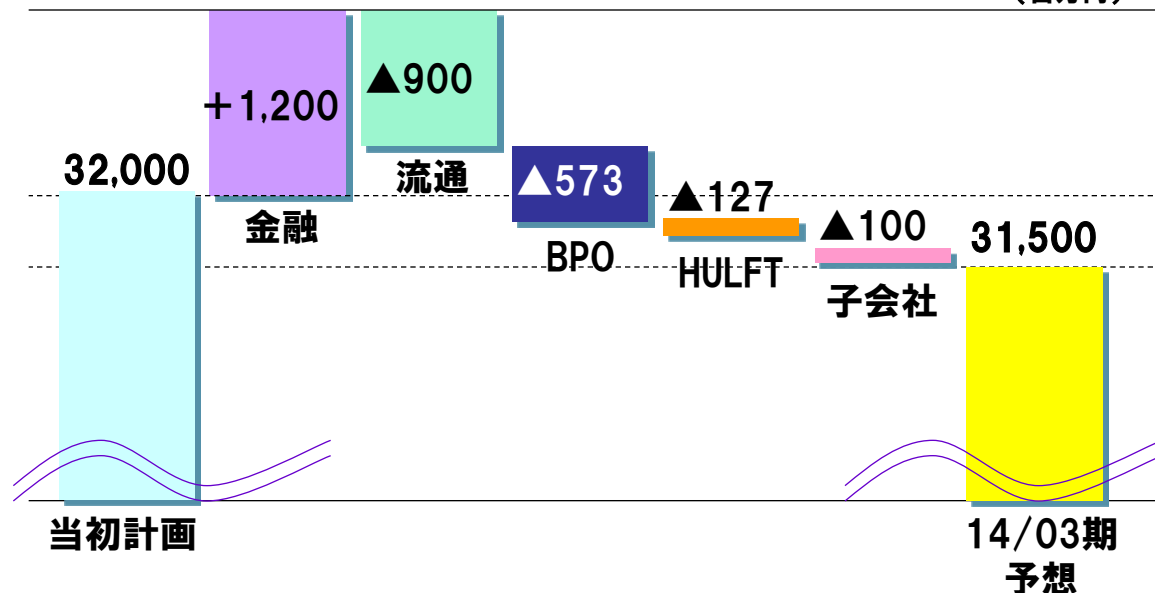 32,000
+1,200
▲900
▲573
▲127
▲100
31,500
金融
流通
BPO
HULFT
子会社
当初計画
14/03期
予想